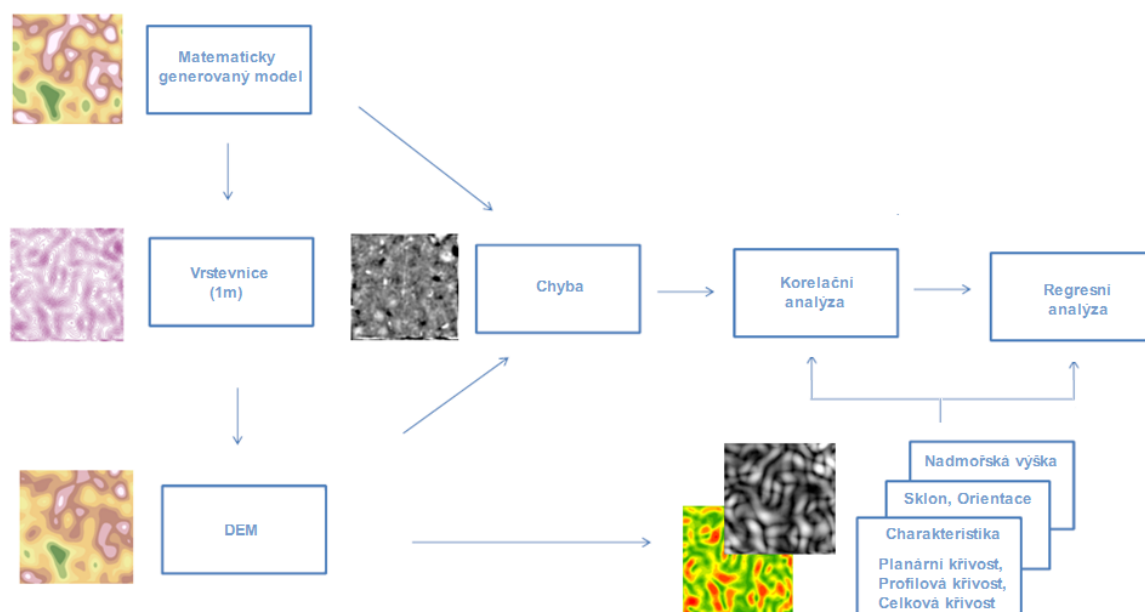 Matematicky
generovaný model
Vrstevnice
(1m)
Chyba
Korelační
analýza
Regresní
analýza
DEM
Nadmořská výška
Sklon, Orientace
Charakteristika
Planární křivost,
Profilová křivost,
Celková křivost